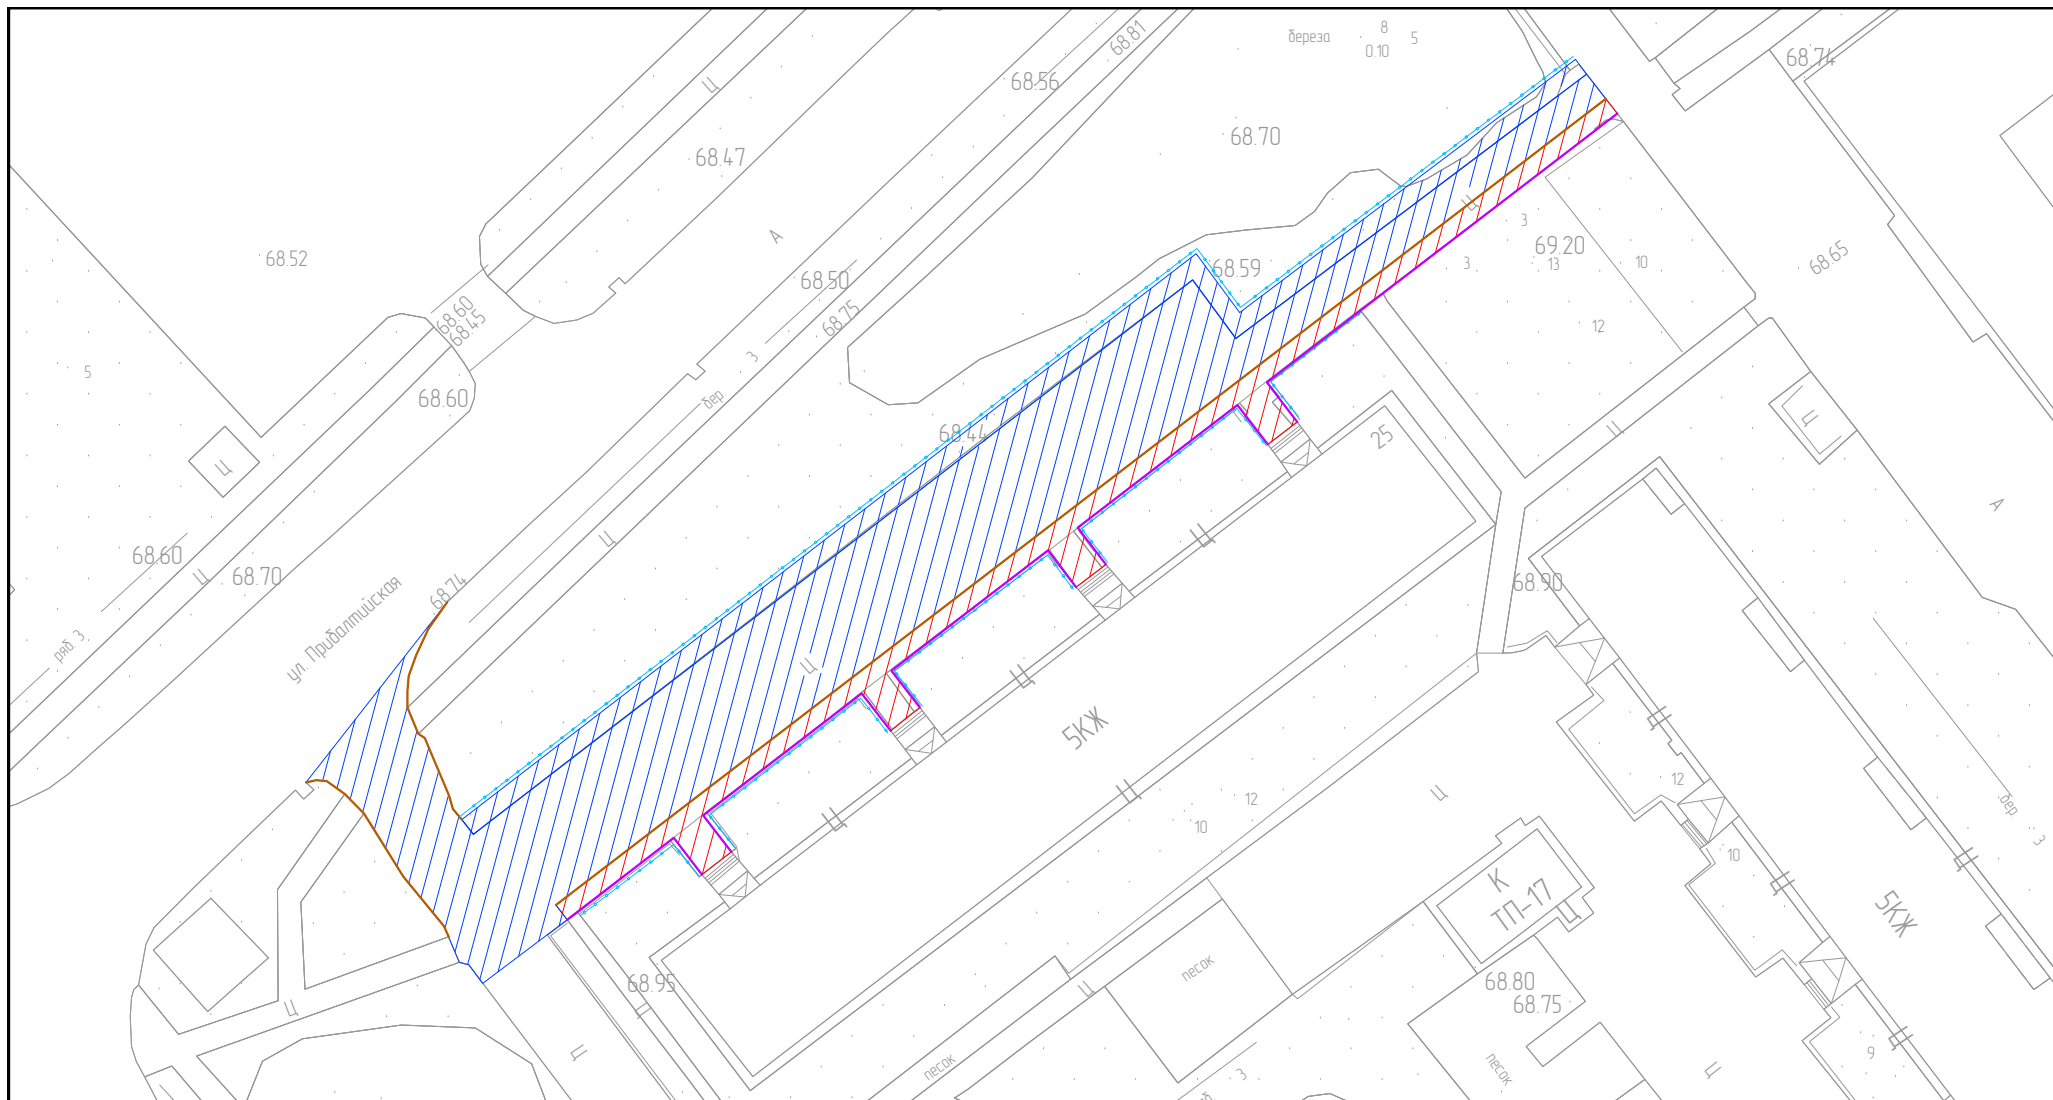 береза
8
5
0.10
68.81
68.74
Ц
68.56
68.47
68.70
3
69.20
А
68.52
68.50
68.59
3
13
10
68.65
68.60
68.45
68.75
12
5
3
бер.
68.60
Ц
68.44
25
Ц
Ц
Ц
А
68.60
Ц
68.70
Ц
Ц
68.74
68.90
ул. Прибалтийская
ряд. 3
Ц
Ц
5КЖ
Ц
12
Ц
12
Ц
бер.
3
10
Ц
10
К
ТП-17
Ц
5КЖ
68.95
песок
68.80
68.75
Ц
Ц
Ц
Ц
песок
3
песок
Ц
9